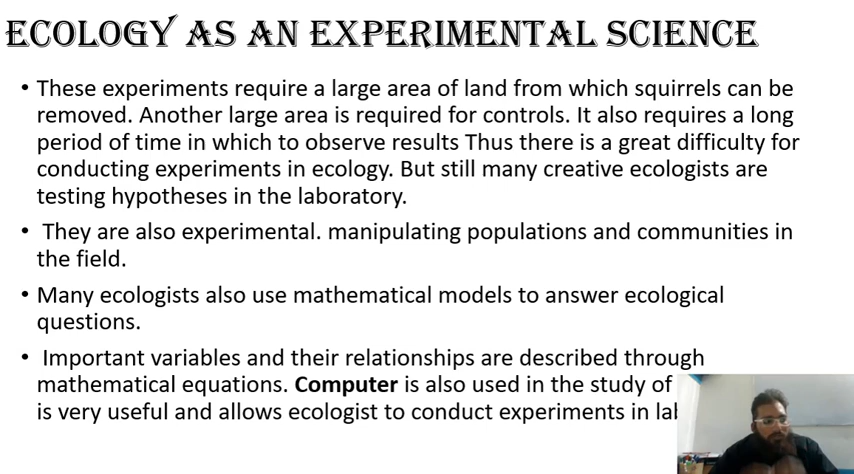 ECOLOGY AS AN EXPERIMENTAL SCIENCE
• These experiments require a large area of land from which squirrels can be
removed. Another large area is required for controls. It also requires a long
period of time in which to observe results Thus there is a great difficulty for
conducting experiments in ecology. But still many creative ecologists are
testing hypotheses in the laboratory.
• They are also experimental. manipulating populations and communities in
the field.
• Many ecologists also use mathematical models to answer ecological
questions.
• Important variables and their relationships are described through
mathematical equations. Computer is also used in the study of
is very useful and allows ecologist to conduct experiments in